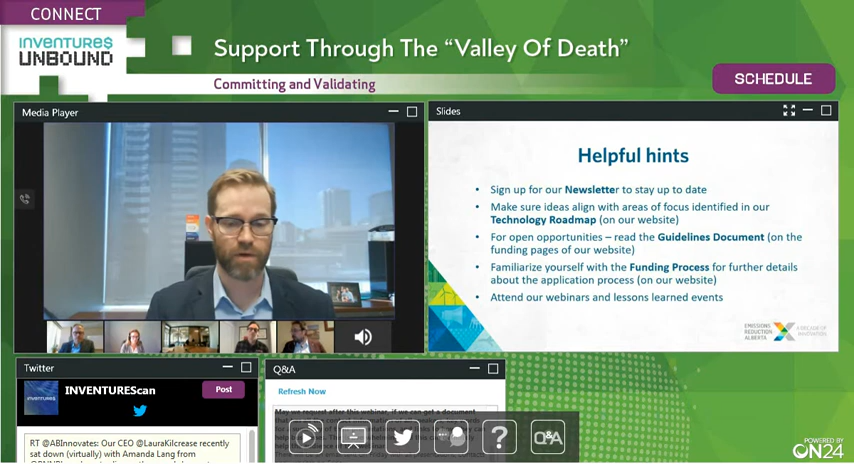 CONNECT
INVENTURE$
UNBOUND
Support Through The “Valley Of Death”
Committing and Validating
SCHEDULE
Media Player
Slides
Helpful hints
• Sign up for our Newsletter to stay up to date
• Make sure ideas align with areas of focus identified in our
Technology Roadmap (on our website)
• For open opportunities – read the Guidelines Document (on the
funding pages of our website)
• Familiarize yourself with the Funding Process for further details
about the application process (on our website)
• Attend our webinars and lessons learned events
EMISSIONS
REDUCTION
ALBERTA
A DECADE OF
INNOVATION
Twitter
INVENTUREScan
Post
RT @ABInnovates: Our CEO @LauraKilcrease recently
sat down (virtually) with Amanda Lang from
Q&A
Refresh Now
May we request after this webinar, if we can get a document
Q&A
POWERED BY
ON24